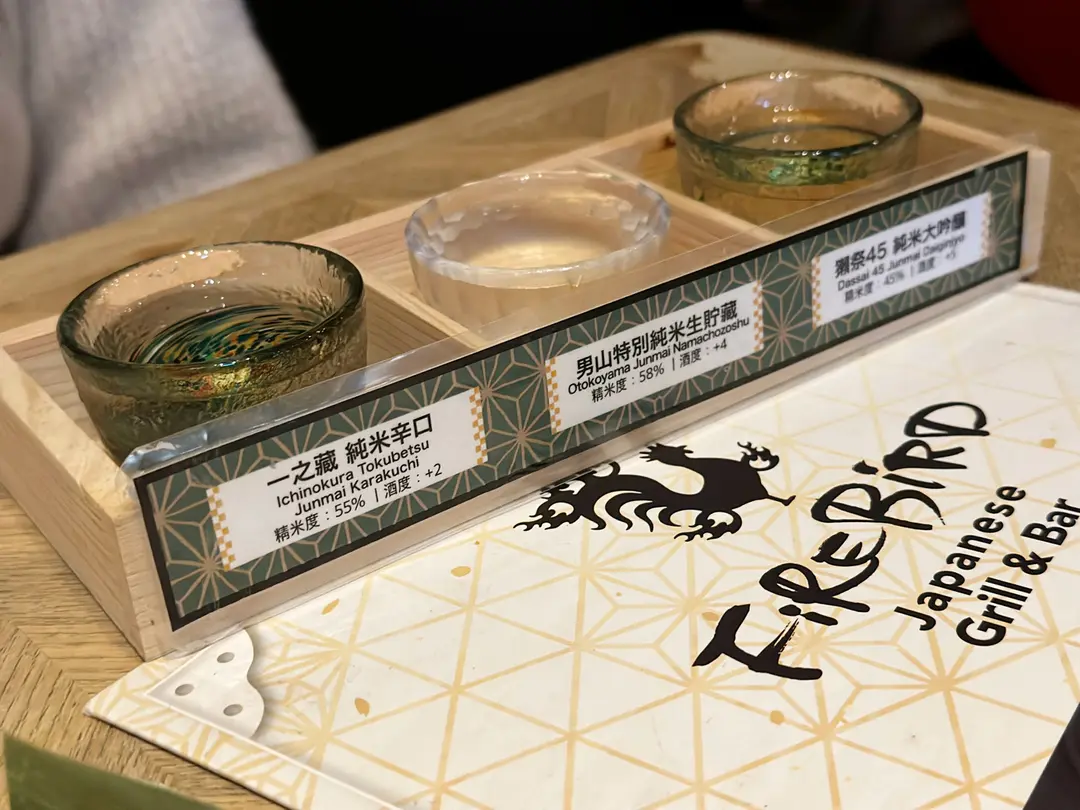 一之藏 純米辛口
Ichinokura Tokubetsu
Junmai Karakuchi
精米度：55% | 酒度：+2
男山特別純米生貯藏
Otokoyama Junmai Namachozoshu
精米度：58% | 酒度：+4
獺祭45 純米大吟釀
Dassai 45 Junmai Daiginjyo
精米度：45% | 酒度：+3
FiREBiRD
Japanese
Grill & Bar